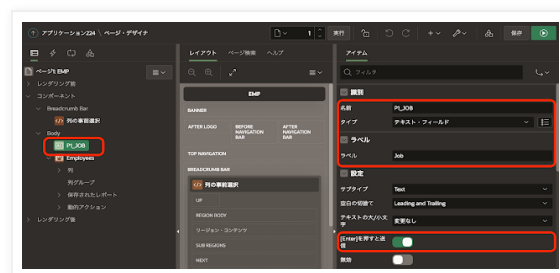 アプリケーション224 \ ページ・デザイナ
1
実行
保存
レイアウト ページ検索 ヘルプ
アイテム
ページ1: EMP
レンダリング前
コンポーネント
Breadcrumb Bar
列の事前選択
Body
P1_JOB
Employees
列
列グループ
保存されたレポート
動的アクション
レンダリング後
EMP
BANNER
AFTER LOGO
BEFORE NAVIGATION BAR
AFTER NAVIGATION BAR
TOP NAVIGATION
BREADCRUMB BAR
列の事前選択
UP
REGION BODY
リージョン・コンテンツ
SUB REGIONS
NEXT
フィルタ
識別
名前 P1_JOB
タイプ テキスト・フィールド
ラベル
ラベル Job
設定
サブタイプ Text
空白の切捨て Leading and Trailing
テキストの大/小文字 変更なし
[Enter]を押すと送信
無効